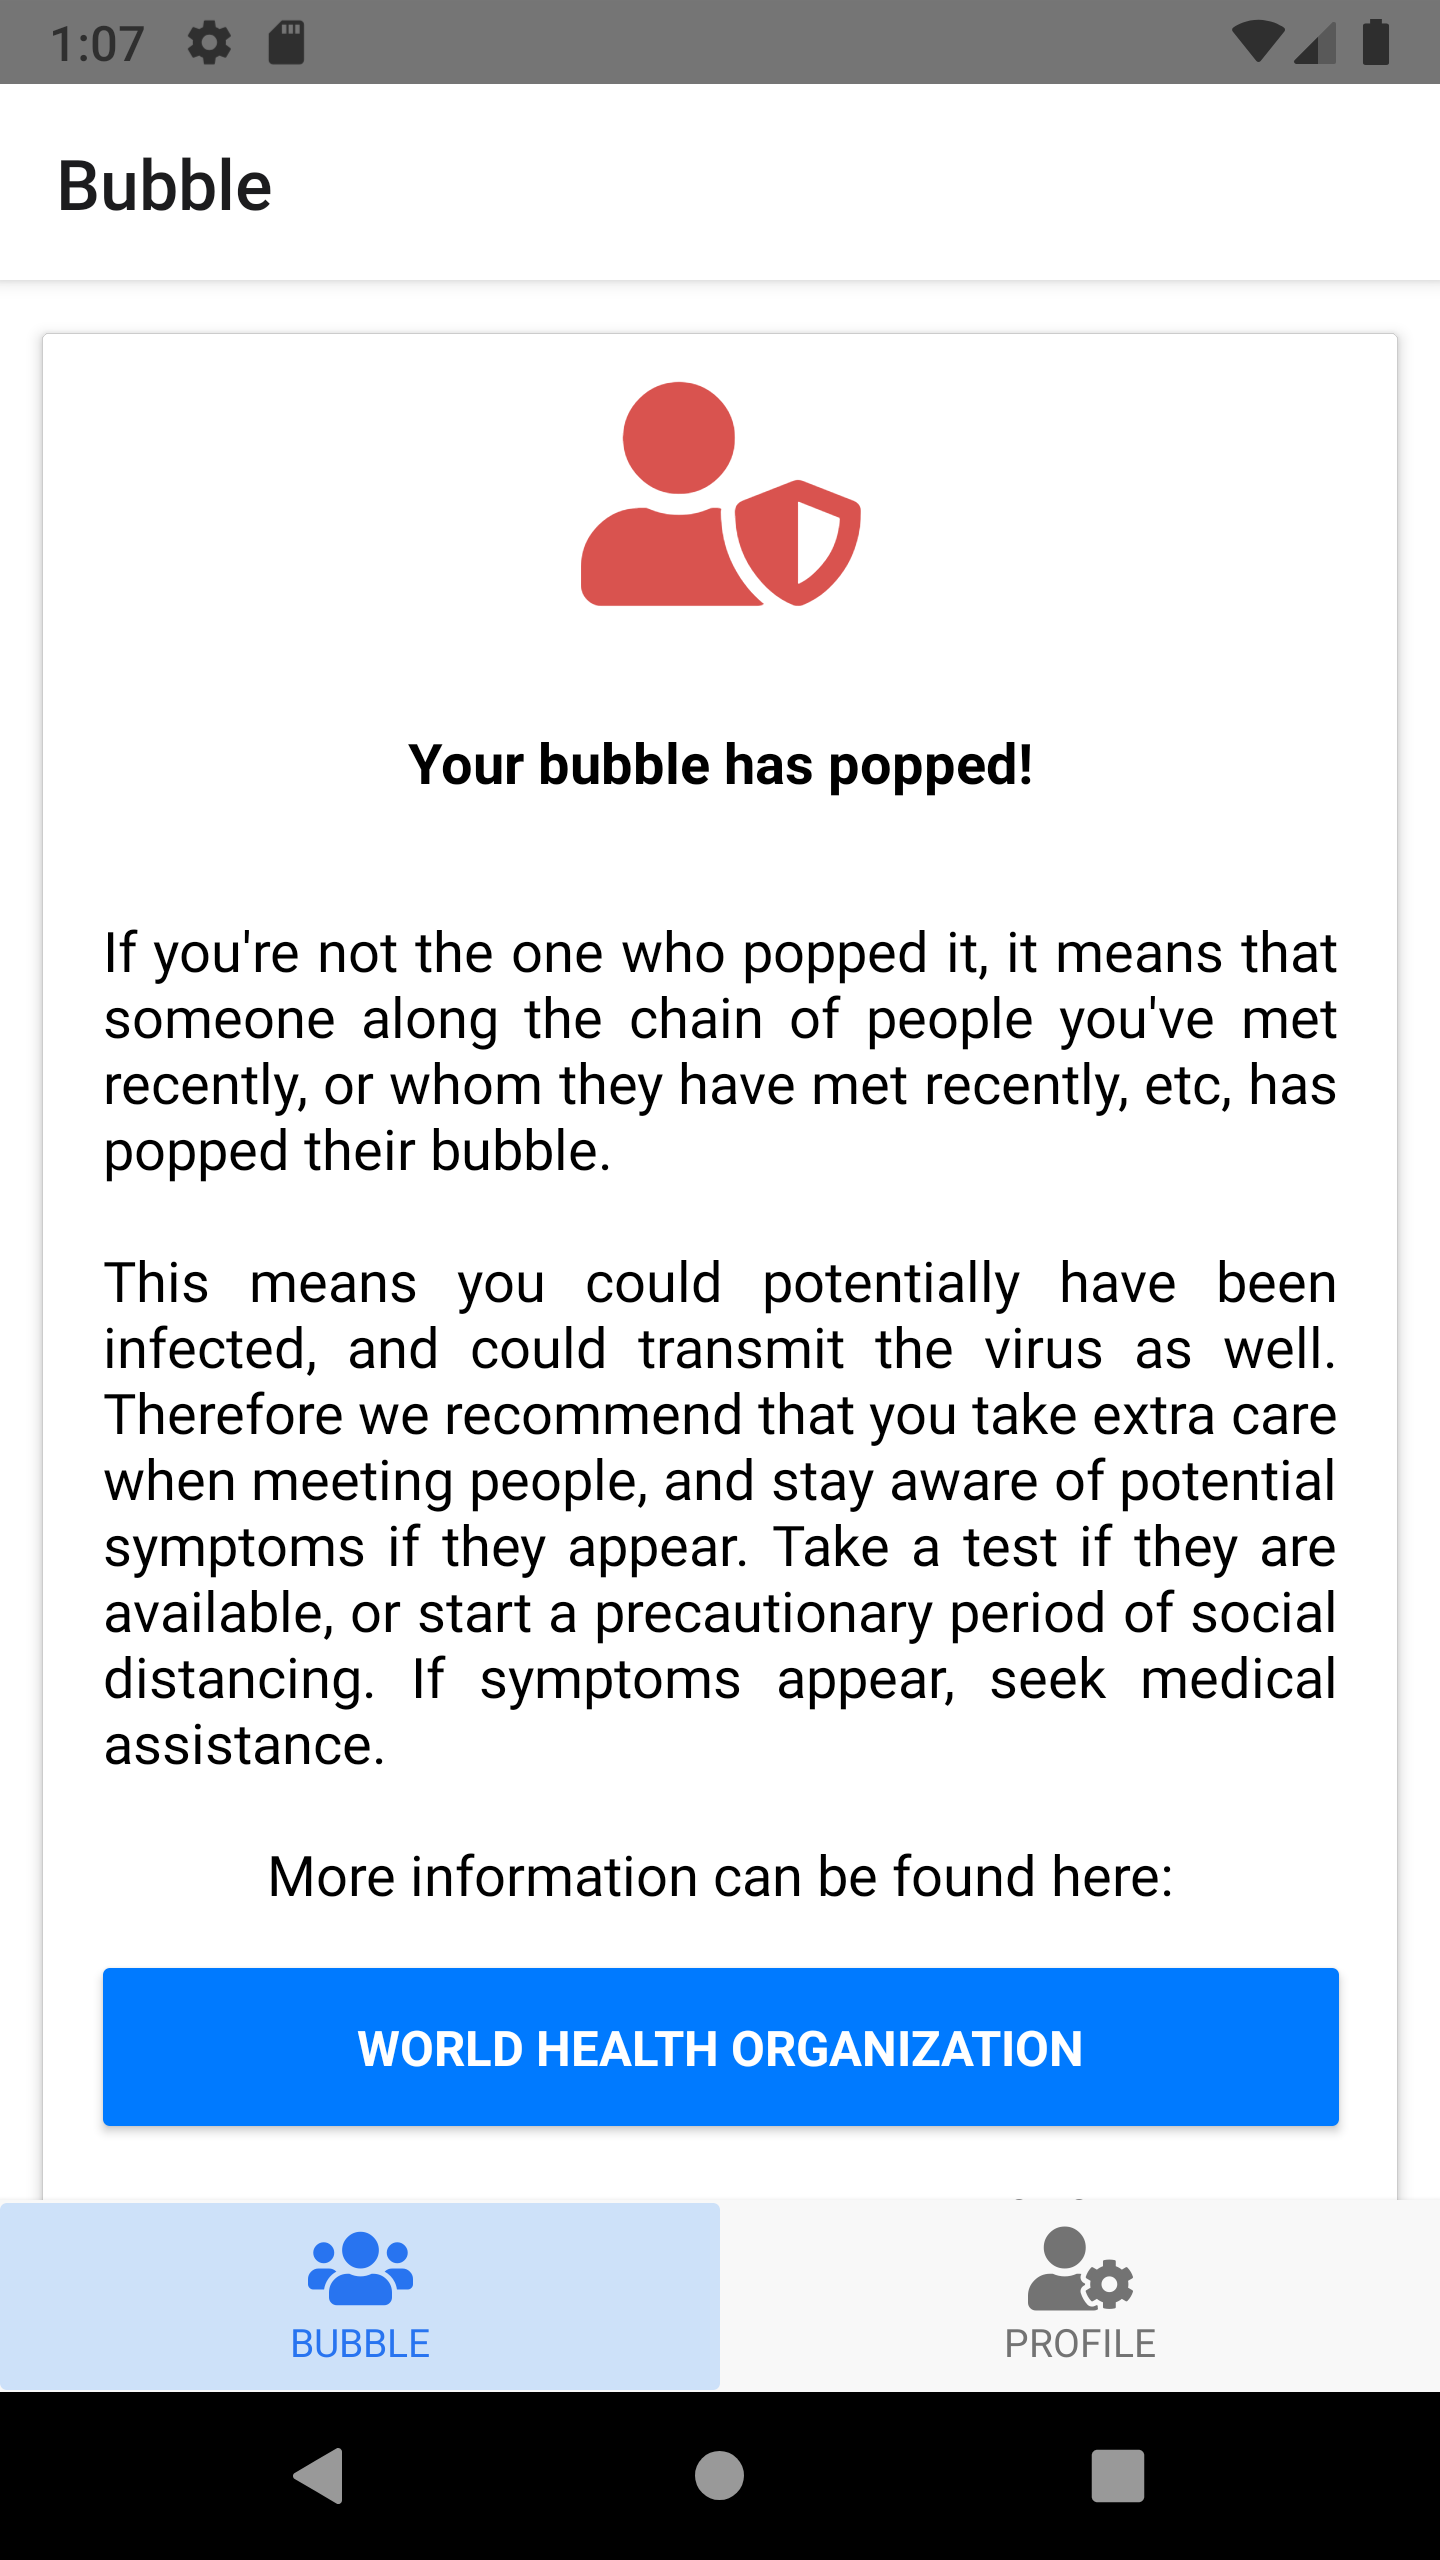 1:07
Bubble
Your bubble has popped!
If you're not the one who popped it, it means that
someone along the chain of people you've met
recently, or whom they have met recently, etc, has
popped their bubble.
This means you could potentially have been
infected, and could transmit the virus as well.
Therefore we recommend that you take extra care
when meeting people, and stay aware of potential
symptoms if they appear. Take a test if they are
available, or start a precautionary period of social
distancing. If symptoms appear, seek medical
assistance.
More information can be found here:
WORLD HEALTH ORGANIZATION
BUBBLE
PROFILE